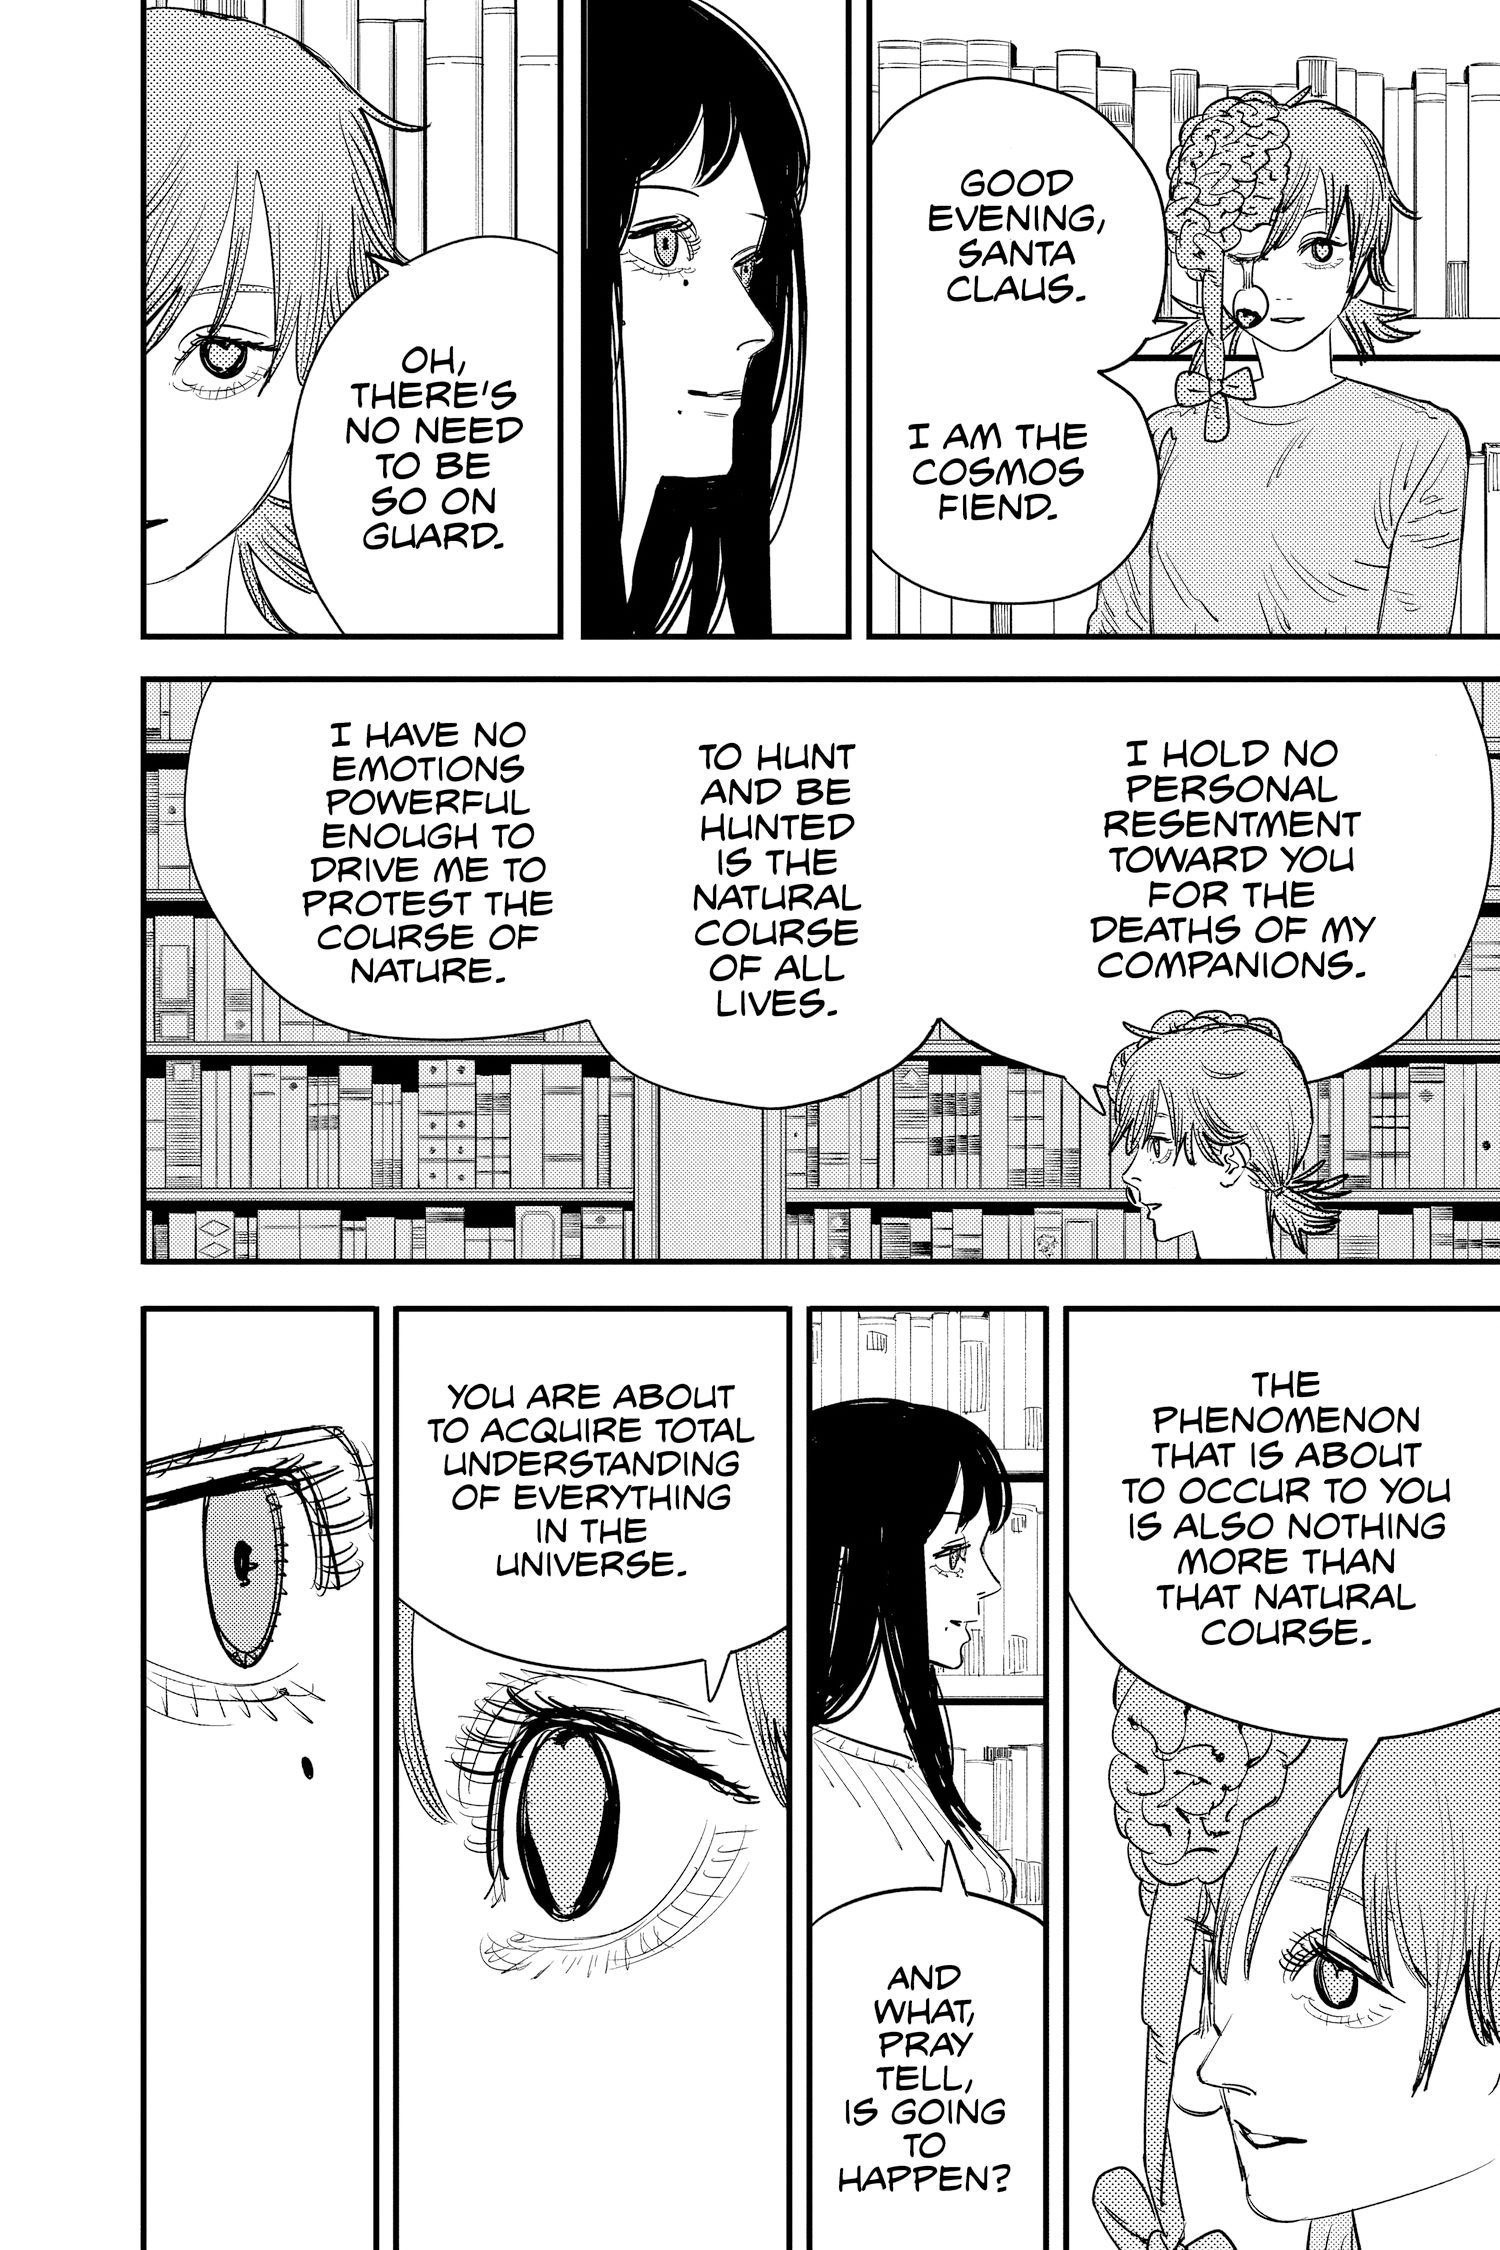 GOOD
EVENING,
SANTA
CLAUS.
I AM THE
COSMOS
FIEND.
OH,
THERE'S
NO NEED
TO BE
SO ON
GUARD.
I HOLD NO
PERSONAL
RESENTMENT
TOWARD YOU
FOR THE
DEATHS OF MY
COMPANIONS.
TO HUNT
AND BE
HUNTED
IS THE
NATURAL
COURSE
OF ALL
LIVES.
I HAVE NO
EMOTIONS
POWERFUL
ENOUGH TO
DRIVE ME TO
PROTEST THE
COURSE OF
NATURE.
THE
PHENOMENON
THAT IS ABOUT
TO OCCUR TO YOU
IS ALSO NOTHING
MORE THAN
THAT NATURAL
COURSE.
AND
WHAT,
PRAY
TELL,
IS GOING
TO
HAPPEN?
YOU ARE ABOUT
TO ACQUIRE TOTAL
UNDERSTANDING
OF EVERYTHING
IN THE
UNIVERSE.